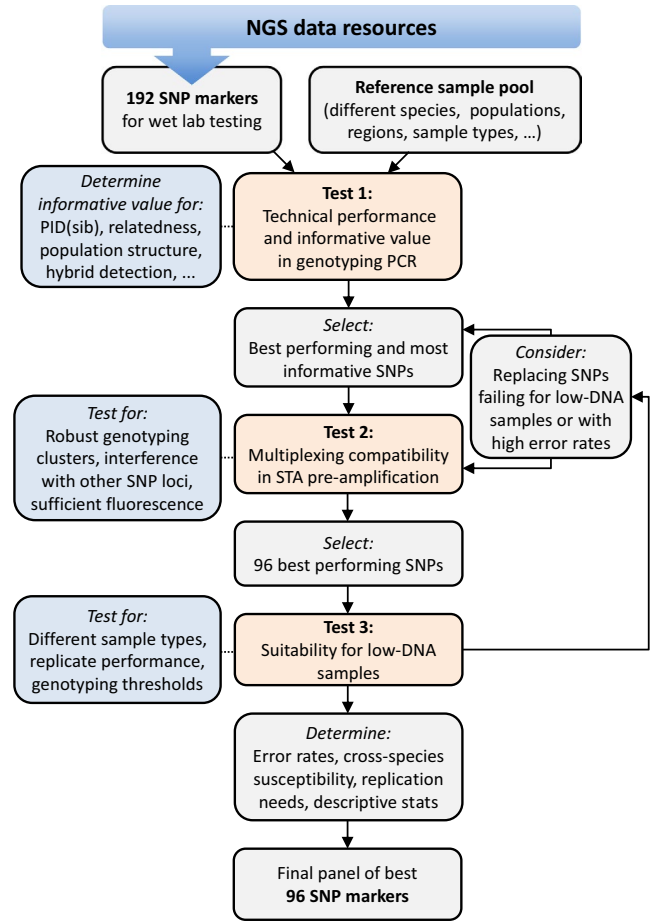 NGS data resources
192 SNP markers
for wet lab testing
Reference sample pool
(different species, populations,
regions, sample types, ...)
Determine
informative value for:
PID(sib), relatedness,
population structure,
hybrid detection, ...
Test 1:
Technical performance
and informative value
in genotyping PCR
Select:
Best performing and most
informative SNPs
Consider:
Replacing SNPs
failing for low-DNA
samples or with
high error rates
Test for:
Robust genotyping
clusters, interference
with other SNP loci,
sufficient fluorescence
Test 2:
Multiplexing compatibility
in STA pre-amplification
Select:
96 best performing SNPs
Test for:
Different sample types,
replicate performance,
genotyping thresholds
Test 3:
Suitability for low-DNA
samples
Determine:
Error rates, cross-species
susceptibility, replication
needs, descriptive stats
Final panel of best
96 SNP markers